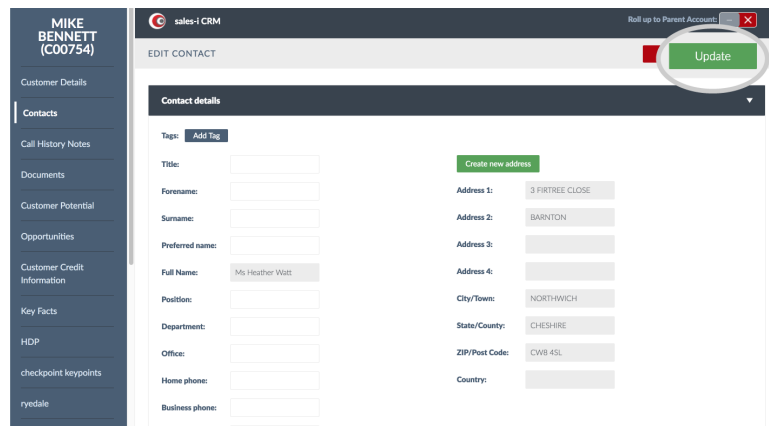 MIKE
BENNETT
(C00754)
Customer Details
Contacts
Call History Notes
Documents
Customer Potential
Opportunities
Customer Credit
Information
Key Facts
HDP
checkpoint keypoints
ryedale
sales-i CRM
Roll up to Parent Account:
EDIT CONTACT
Update
Contact details
Tags: Add Tag
Title:
Forename:
Surname:
Preferred name:
Full Name: Ms Heather Watt
Position:
Department:
Office:
Home phone:
Business phone:
Create new address
Address 1: 3 FIRTREE CLOSE
Address 2: BARNTON
Address 3:
Address 4:
City/Town: NORTHWICH
State/County: CHESHIRE
ZIP/Post Code: CW8 4SL
Country: